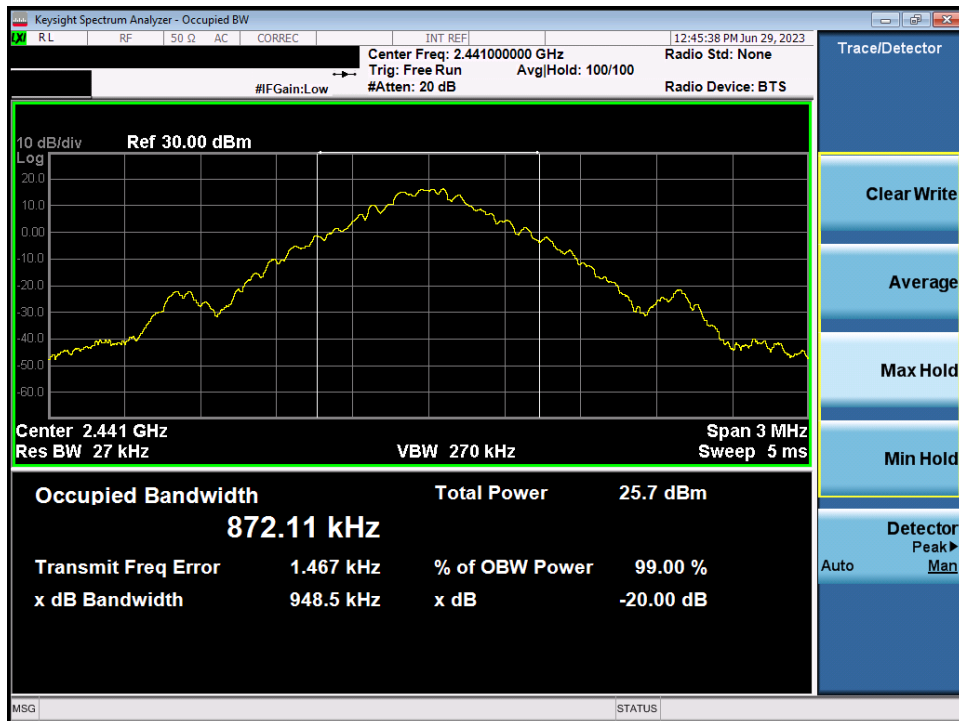 Keysight Spectrum Analyzer - Occupied BW
LXI RL RF 50 Ω AC CORREC INT REF 12:45:38 PM Jun 29, 2023
Center Freq: 2.441000000 GHz Radio Std: None
Trig: Free Run Avg|Hold: 100/100
#IFGain:Low #Atten: 20 dB Radio Device: BTS
10 dB/div Ref 30.00 dBm
Log
20.0
10.0
0.00
-10.0
-20.0
-30.0
-40.0
-50.0
-60.0
Center 2.441 GHz Span 3 MHz
Res BW 27 kHz VBW 270 kHz Sweep 5 ms
Occupied Bandwidth Total Power 25.7 dBm
872.11 kHz
Transmit Freq Error 1.467 kHz % of OBW Power 99.00 %
x dB Bandwidth 948.5 kHz x dB -20.00 dB
MSG STATUS
Trace/Detector
Clear Write
Average
Max Hold
Min Hold
Detector
Peak▶
Auto Man